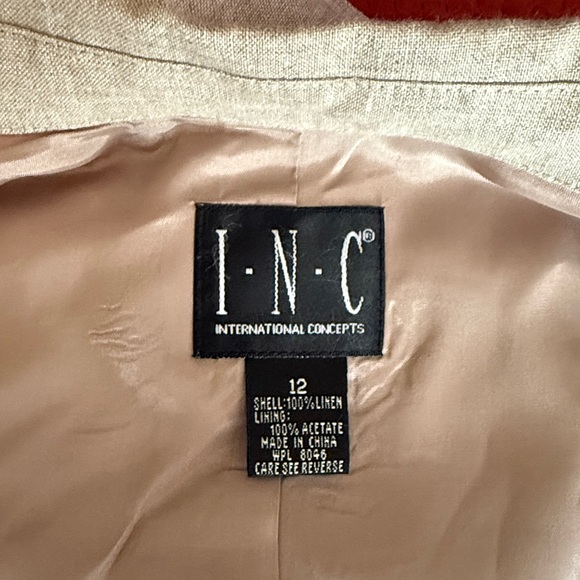 I·N·C®
INTERNATIONAL CONCEPTS
12
SHELL:100%LINEN
LINING:
100% ACETATE
MADE IN CHINA
WPL 8046
CARE SEE REVERSE